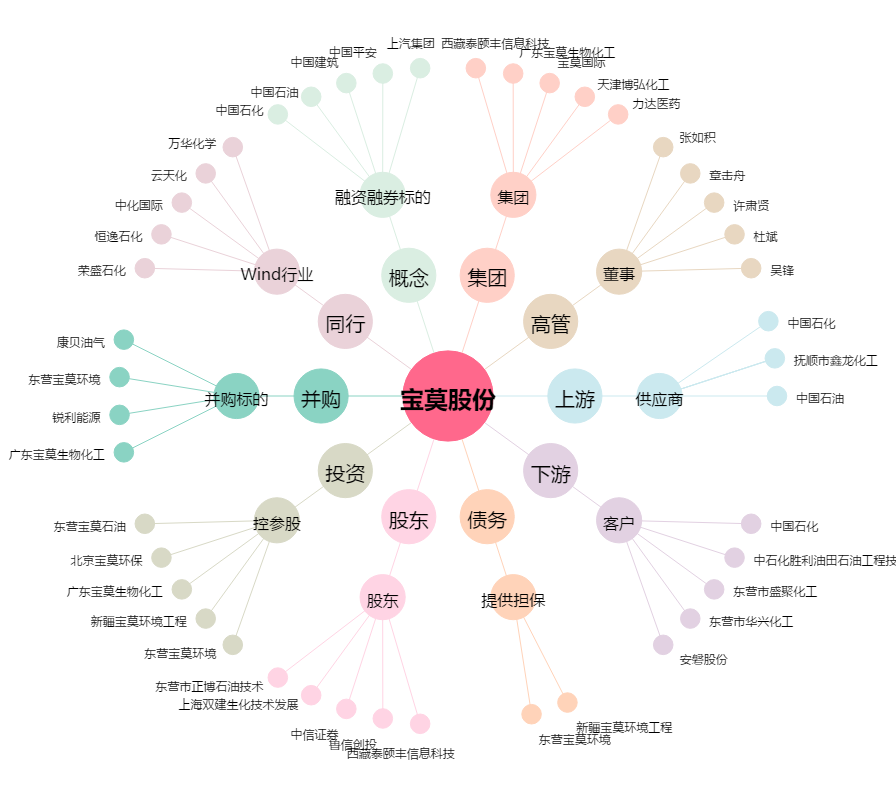 上汽集团
西藏泰颐丰信息科技
中国平安
广东宝莫生物化工
中国建筑
宝莫国际
中国石油
天津博弘化工
中国石化
力达医药
万华化学
张如积
云天化
章击舟
中化国际
许肃贤
恒逸石化
杜斌
荣盛石化
吴锋
融资融券标的
集团
Wind行业
概念
集团
董事
同行
高管
康贝油气
中国石化
东营宝莫环境
抚顺市鑫龙化工
锐利能源
中国石油
广东宝莫生物化工
并购标的
并购
宝莫股份
上游
供应商
投资
下游
控参股
股东
债务
客户
东营宝莫石油
中国石化
北京宝莫环保
中石化胜利油田石油工程技
广东宝莫生物化工
东营市盛聚化工
新疆宝莫环境工程
东营市华兴化工
东营宝莫环境
安磐股份
股东
提供担保
东营市正博石油技术
上海双建生化技术发展
中信证券
鲁信创投
西藏泰颐丰信息科技
新疆宝莫环境工程
东营宝莫环境